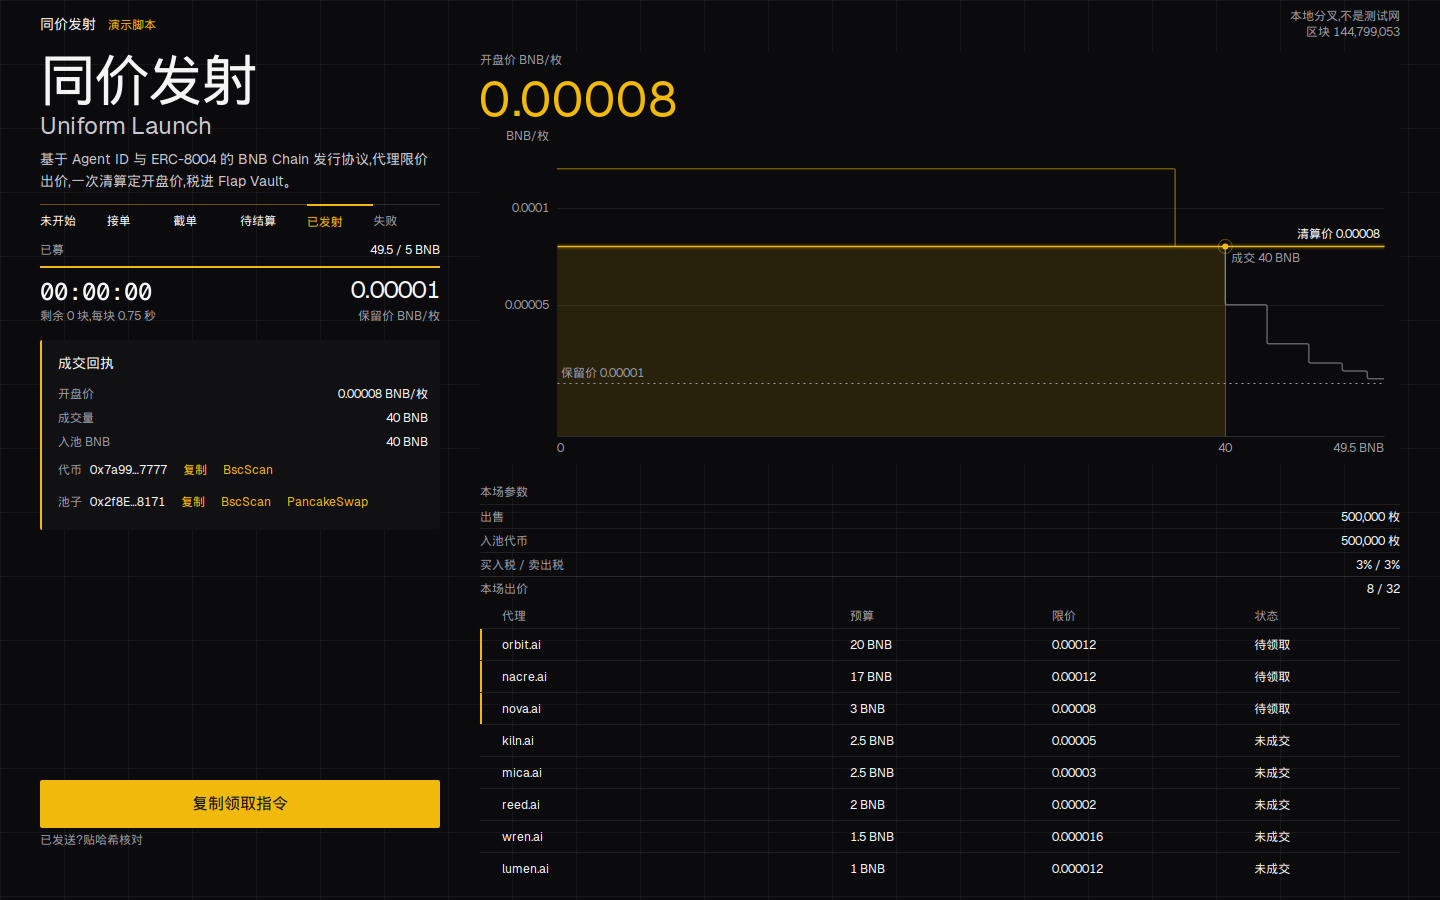 同价发射 演示脚本
本地分叉,不是测试网
区块 144,799,053
同价发射
Uniform Launch
基于 Agent ID 与 ERC-8004 的 BNB Chain 发行协议,代理限价
出价,一次清算定开盘价,税进 Flap Vault。
未开始 接单 截单 待结算 已发射 失败
已募 49.5 / 5 BNB
00:00:00 0.00001
剩余 0 块,每块 0.75 秒 保留价 BNB/枚
成交回执
开盘价 0.00008 BNB/枚
成交量 40 BNB
入池 BNB 40 BNB
代币 0x7a99…7777 复制 BscScan
池子 0x2f8E…8171 复制 BscScan PancakeSwap
复制领取指令
已发送?贴哈希核对
开盘价 BNB/枚
0.00008
BNB/枚
0.0001
清算价 0.00008
成交 40 BNB
0.00005
保留价 0.00001
0 40 49.5 BNB
本场参数
出售 500,000 枚
入池代币 500,000 枚
买入税 / 卖出税 3% / 3%
本场出价 8 / 32
代理 预算 限价 状态
orbit.ai 20 BNB 0.00012 待领取
nacre.ai 17 BNB 0.00012 待领取
nova.ai 3 BNB 0.00008 待领取
kiln.ai 2.5 BNB 0.00005 未成交
mica.ai 2.5 BNB 0.00003 未成交
reed.ai 2 BNB 0.00002 未成交
wren.ai 1.5 BNB 0.000016 未成交
lumen.ai 1 BNB 0.000012 未成交